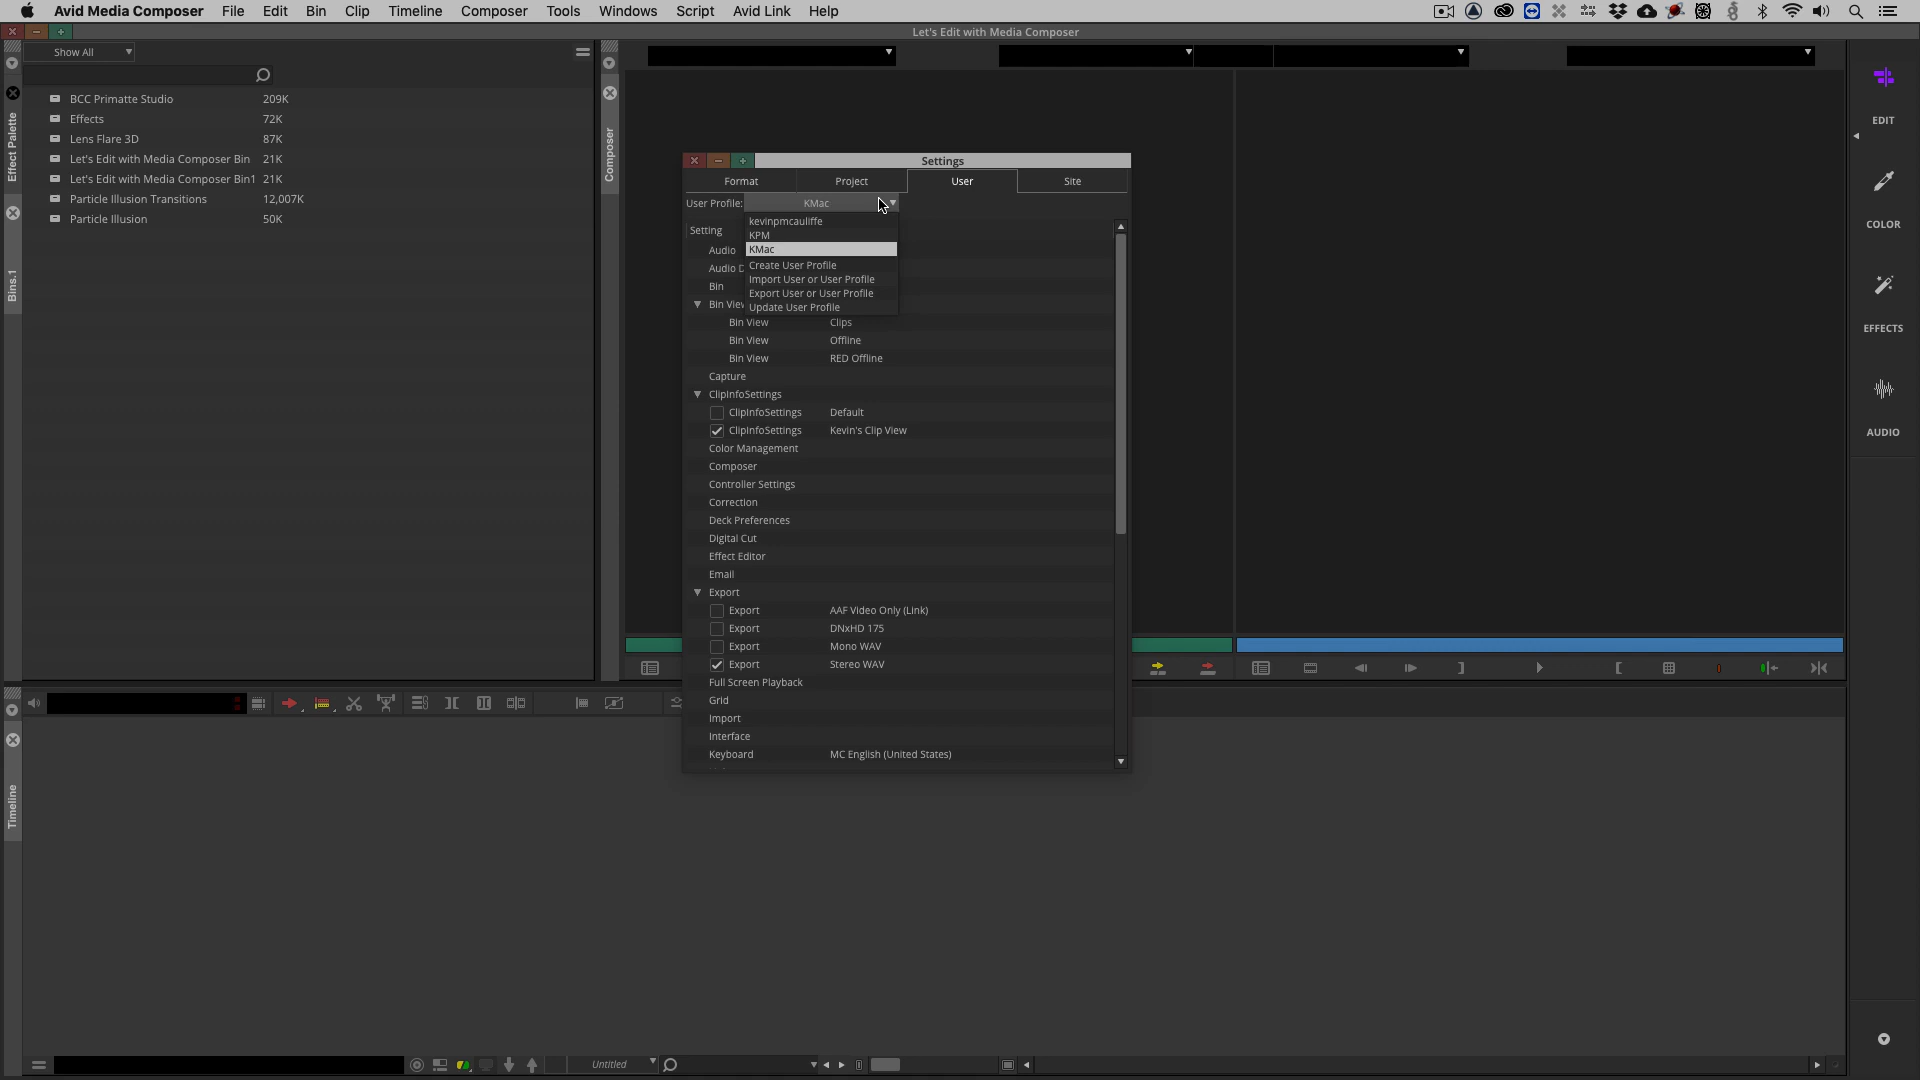 Avid Media Composer File Edit Bin Clip Timeline Composer Tools Windows Script Avid Link Help
Let's Edit with Media Composer
Show All
BCC Primatte Studio 209K
Effects 72K
Lens Flare 3D 87K
Let's Edit with Media Composer Bin 21K
Let's Edit with Media Composer Bin1 21K
Particle Illusion Transitions 12,007K
Particle Illusion 50K
Effect Palette
Bins.1
Composer
Settings
Format Project User Site
User Profile: KMac
kevinpmcauliffe
KPM
KMac
Create User Profile
Import User or User Profile
Export User or User Profile
Update User Profile
Setting
Audio
Audio D
Bin
Bin View
Bin View Clips
Bin View Offline
Bin View RED Offline
Capture
ClipInfoSettings
ClipInfoSettings Default
ClipInfoSettings Kevin's Clip View
Color Management
Composer
Controller Settings
Correction
Deck Preferences
Digital Cut
Effect Editor
Email
Export
Export AAF Video Only (Link)
Export DNxHD 175
Export Mono WAV
Export Stereo WAV
Full Screen Playback
Grid
Import
Interface
Keyboard MC English (United States)
EDIT
COLOR
EFFECTS
AUDIO
Timeline
Untitled